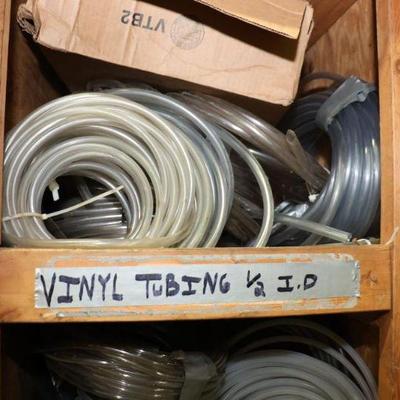 VTB2
VINYL TUBING 1/2 I.D